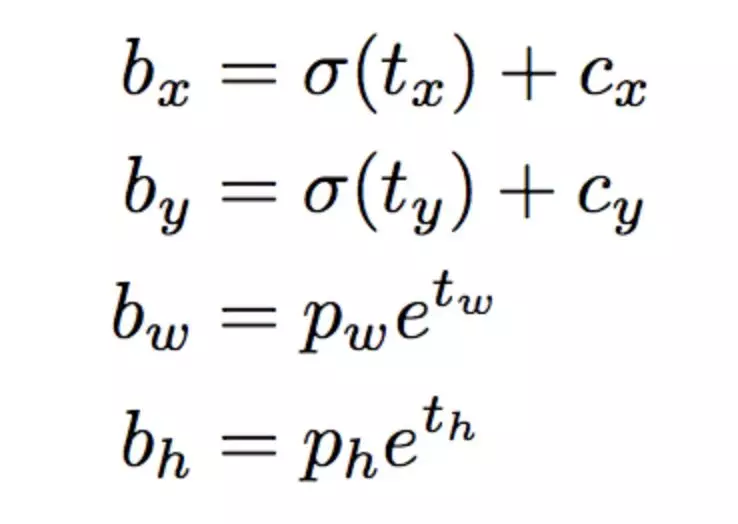 b_x = σ(t_x) + c_x
b_y = σ(t_y) + c_y
b_w = p_w e^{t_w}
b_h = p_h e^{t_h}